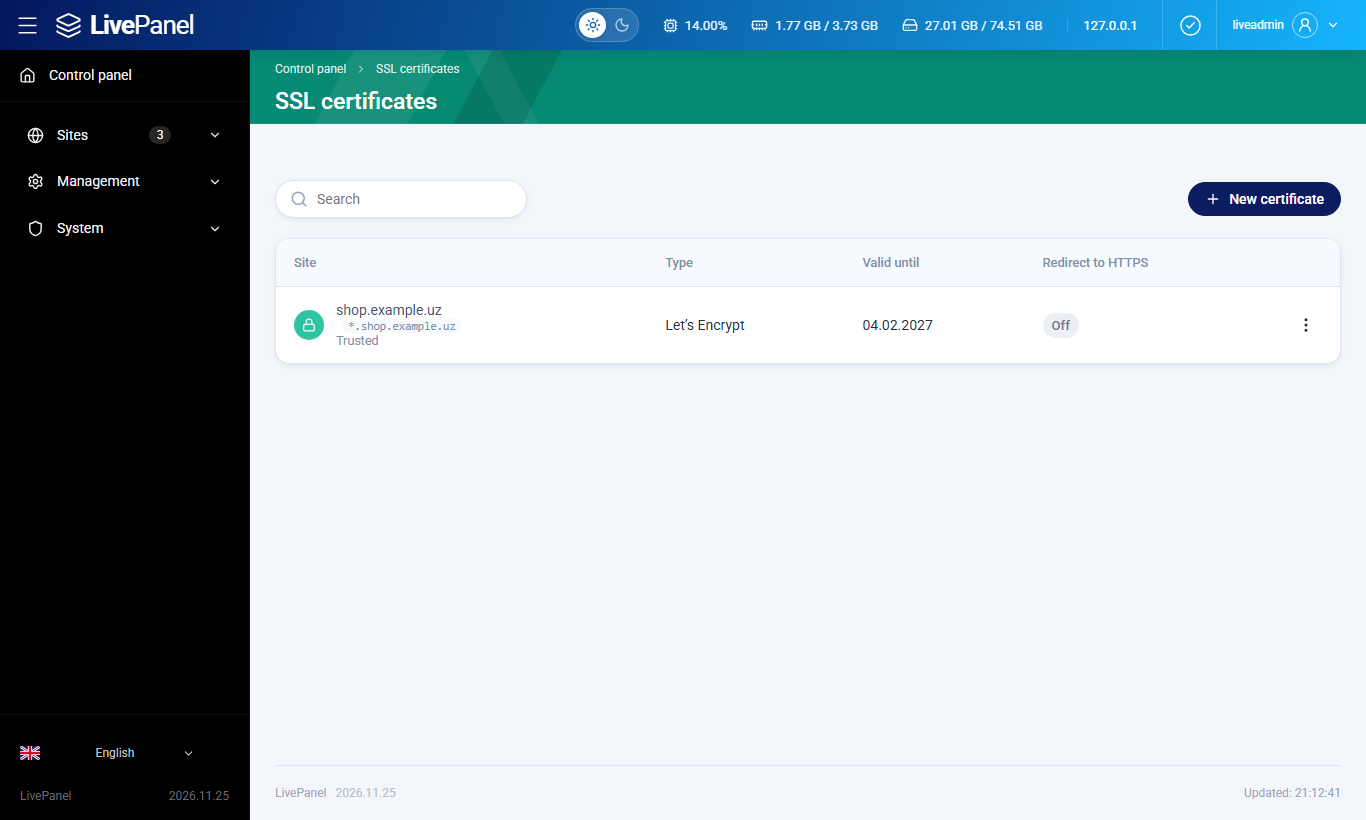 LivePanel
14.00%
1.77 GB / 3.73 GB
27.01 GB / 74.51 GB
127.0.0.1
liveadmin
Control panel
Sites
3
Management
System
English
LivePanel
2026.11.25
Control panel
SSL certificates
SSL certificates
Search
New certificate
Site
Type
Valid until
Redirect to HTTPS
shop.example.uz
*.shop.example.uz
Trusted
Let's Encrypt
04.02.2027
Off
LivePanel
2026.11.25
Updated: 21:12:41